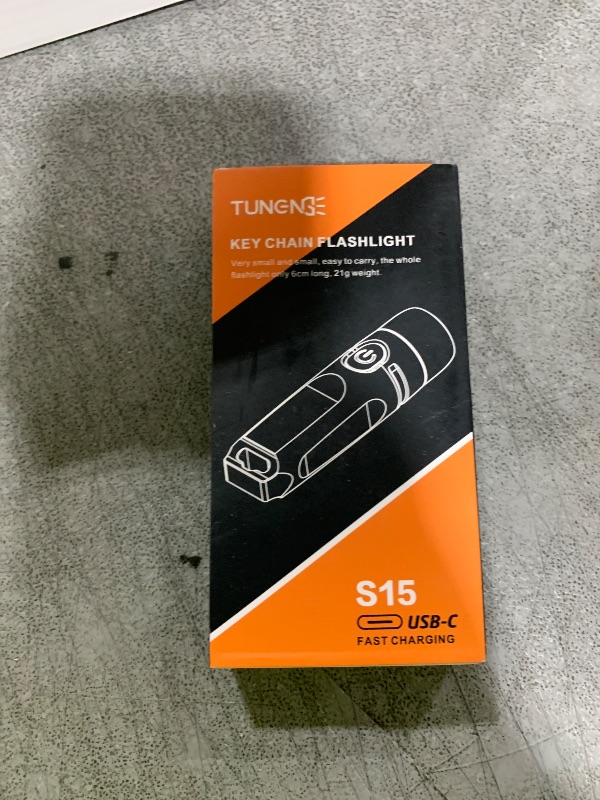 TUNGNSE
KEY CHAIN FLASHLIGHT
Very small and small, easy to carry, the whole
flashlight only 6cm long, 21g weight.
S15
USB-C
FAST CHARGING